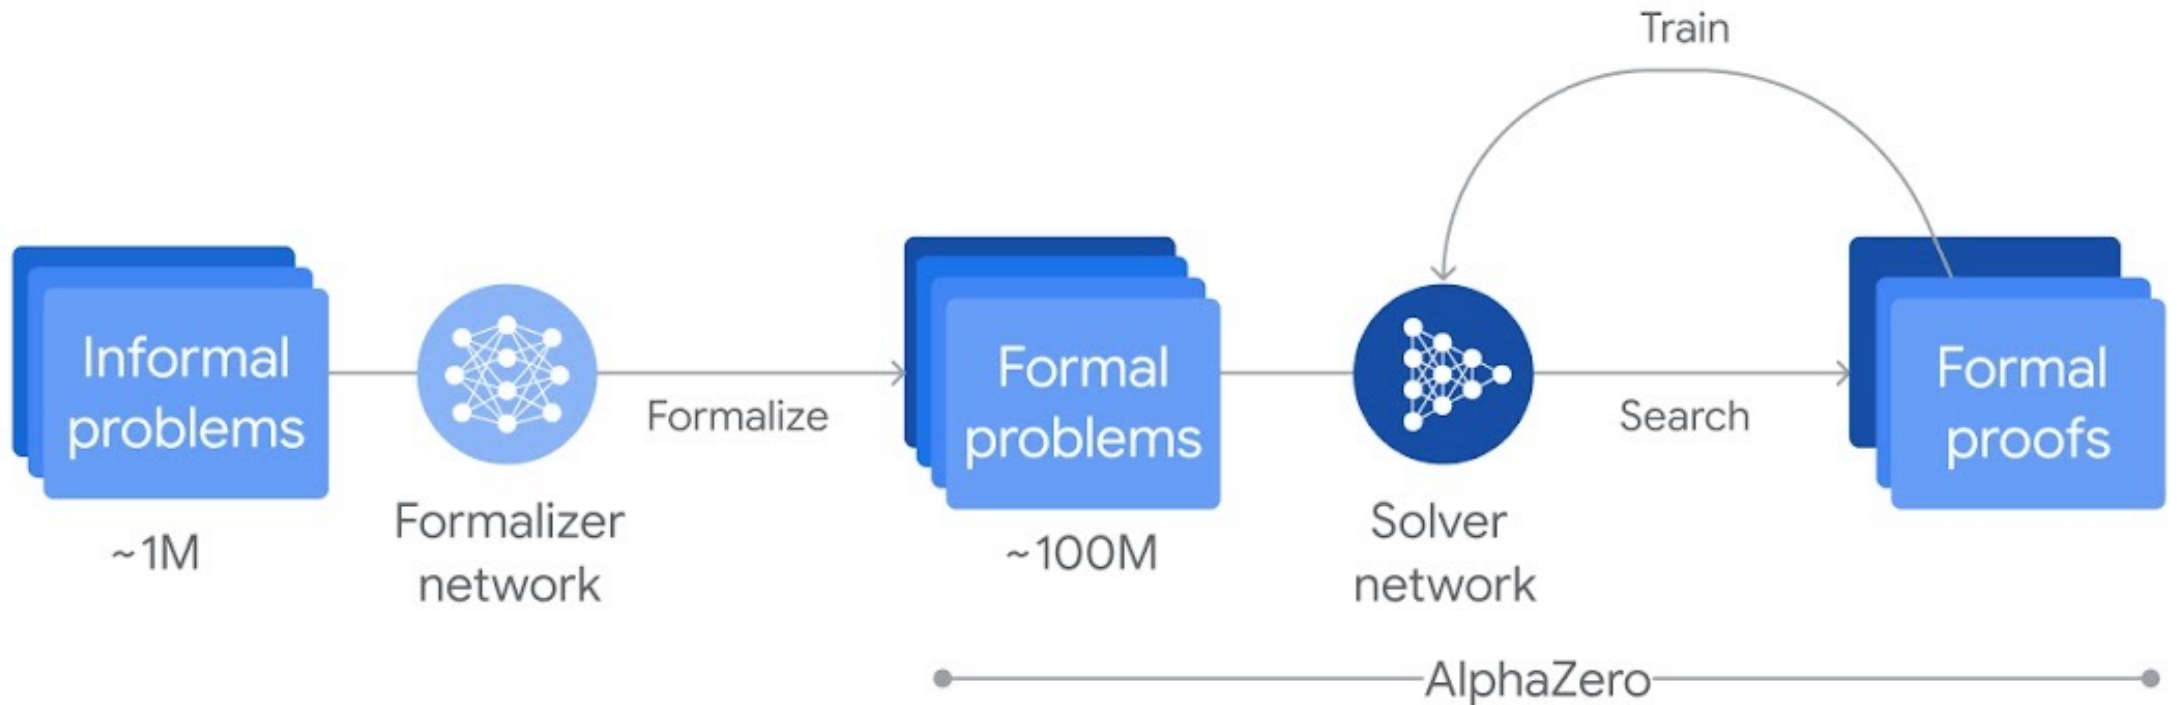 Train
Informal
problems
~1M
Formalizer
network
Formalize
Formal
problems
~100M
Solver
network
Search
Formal
proofs
AlphaZero